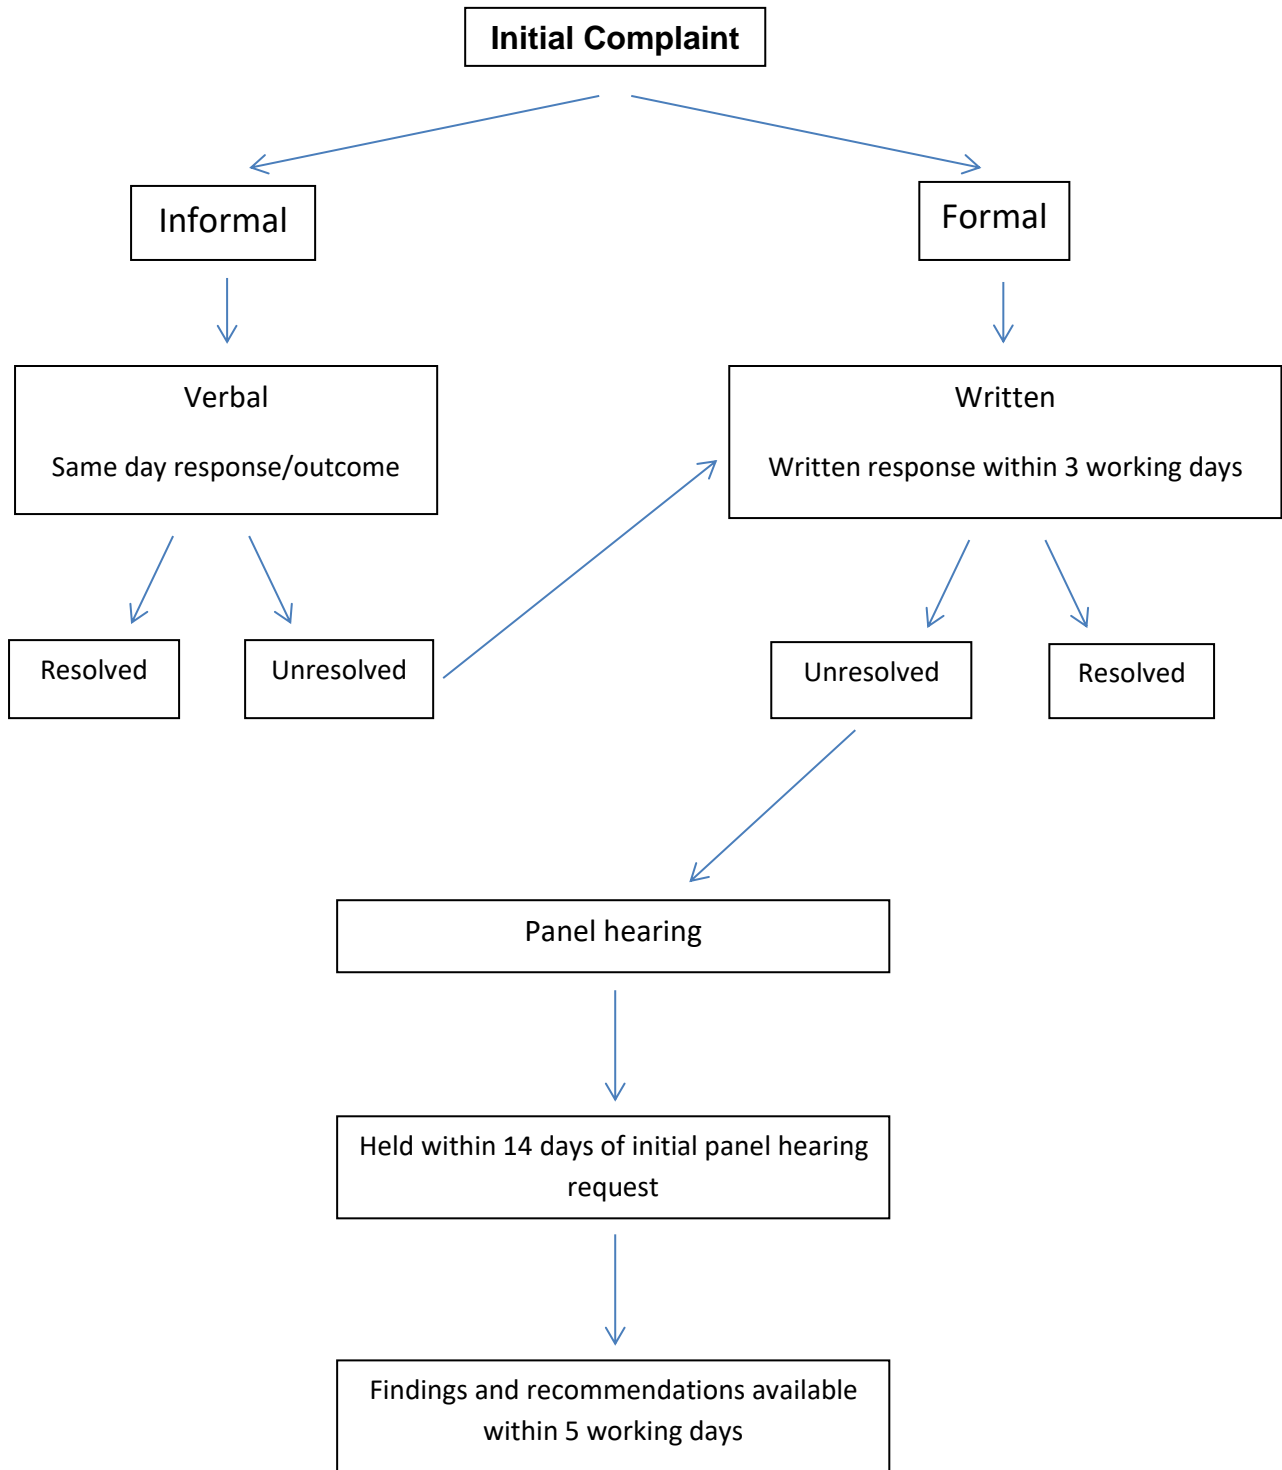 Initial Complaint
Informal
Formal
Verbal
Same day response/outcome
Written
Written response within 3 working days
Resolved
Unresolved
Unresolved
Resolved
Panel hearing
Held within 14 days of initial panel hearing
request
Findings and recommendations available
within 5 working days